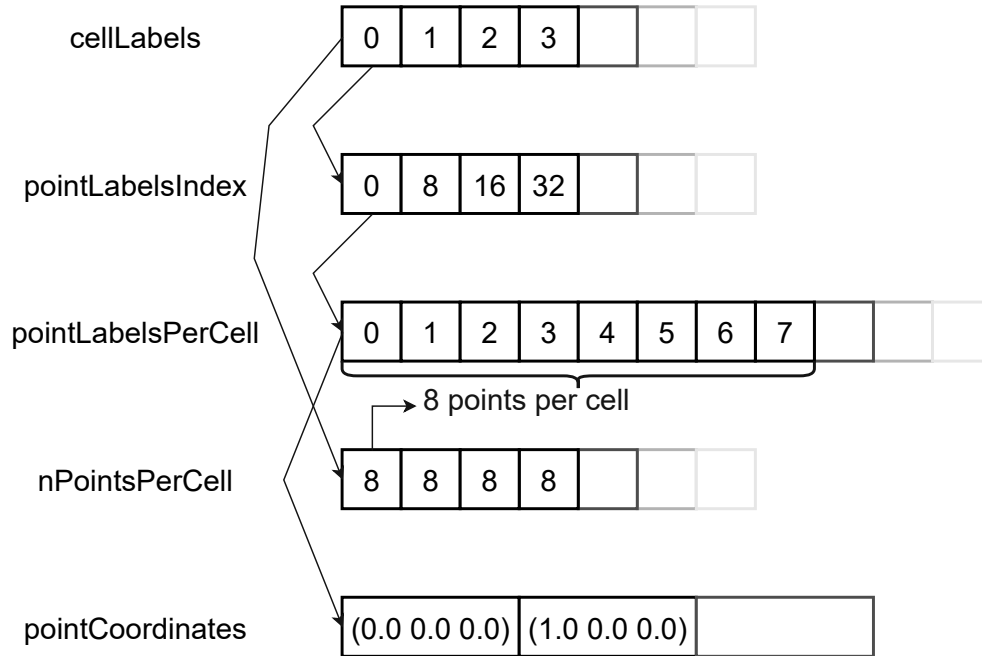 cellLabels 0 1 2 3
pointLabelsIndex 0 8 16 32
pointLabelsPerCell 0 1 2 3 4 5 6 7
8 points per cell
nPointsPerCell 8 8 8 8
pointCoordinates (0.0 0.0 0.0) (1.0 0.0 0.0)